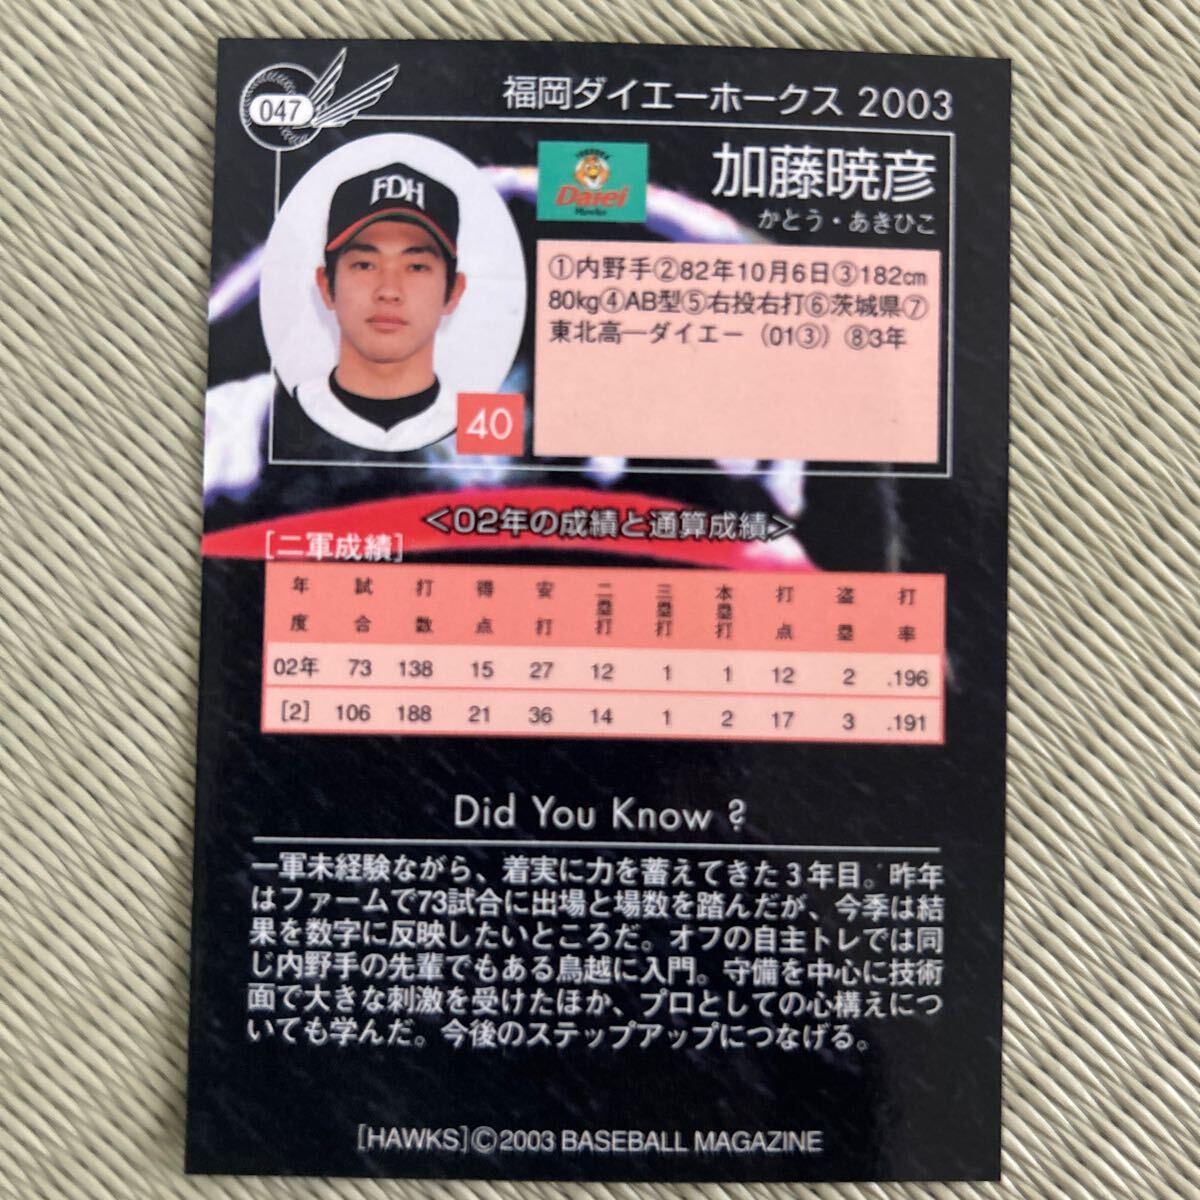 047
福岡ダイエーホークス 2003
FDH
Daiei
Hawks
加藤暁彦
かとう・あきひこ
①内野手②82年10月6日③182cm
80kg④AB型⑤右投右打⑥茨城県⑦
東北高―ダイエー（01③）⑧3年
40
＜02年の成績と通算成績＞
[二軍成績]
年度 試合 打数 得点 安打 二塁打 三塁打 本塁打 打点 盗塁 打率
02年 73 138 15 27 12 1 1 12 2 .196
[2] 106 188 21 36 14 1 2 17 3 .191
Did You Know ?
一軍未経験ながら、着実に力を蓄えてきた3年目。昨年
はファームで73試合に出場と場数を踏んだが、今季は結
果を数字に反映したいところだ。オフの自主トレでは同
じ内野手の先輩でもある鳥越に入門。守備を中心に技術
面で大きな刺激を受けたほか、プロとしての心構えにつ
いても学んだ。今後のステップアップにつなげる。
[HAWKS]©2003 BASEBALL MAGAZINE